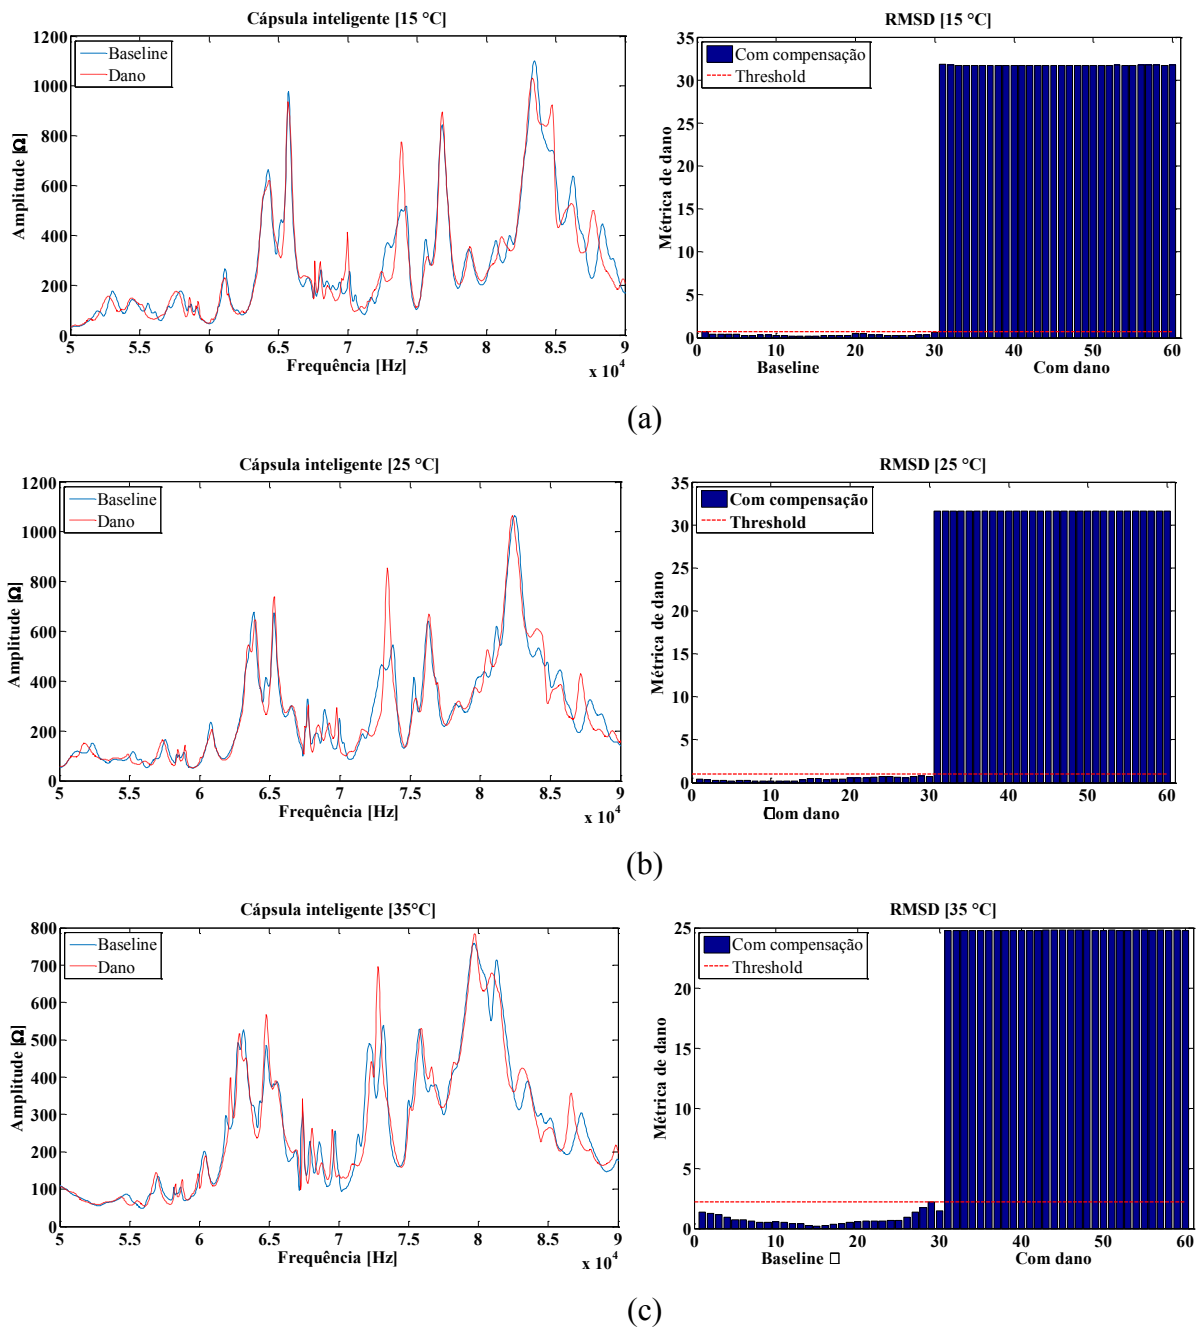 Cápsula inteligente [15 °C]
1200
1000
800
600
400
200
0
Amplitude [Ω]
Baseline
Dano
5 5.5 6 6.5 7 7.5 8 8.5 9
Frequência [Hz]
x 10^4
RMSD [15 °C]
35
30
25
20
15
10
5
0
Métrica de dano
Com compensação
Threshold
0 10 20 30 40 50 60
Baseline Com dano
(a)
Cápsula inteligente [25 °C]
1200
1000
800
600
400
200
0
Amplitude [Ω]
Baseline
Dano
5 5.5 6 6.5 7 7.5 8 8.5 9
Frequência [Hz]
x 10^4
RMSD [25 °C]
35
30
25
20
15
10
5
0
Métrica de dano
Com compensação
Threshold
0 10 20 30 40 50 60
□om dano
(b)
Cápsula inteligente [35°C]
800
700
600
500
400
300
200
100
0
Amplitude [Ω]
Baseline
Dano
5 5.5 6 6.5 7 7.5 8 8.5 9
Frequência [Hz]
x 10^4
RMSD [35 °C]
25
20
15
10
5
0
Métrica de dano
Com compensação
Threshold
0 10 20 30 40 50 60
Baseline □ Com dano
(c)